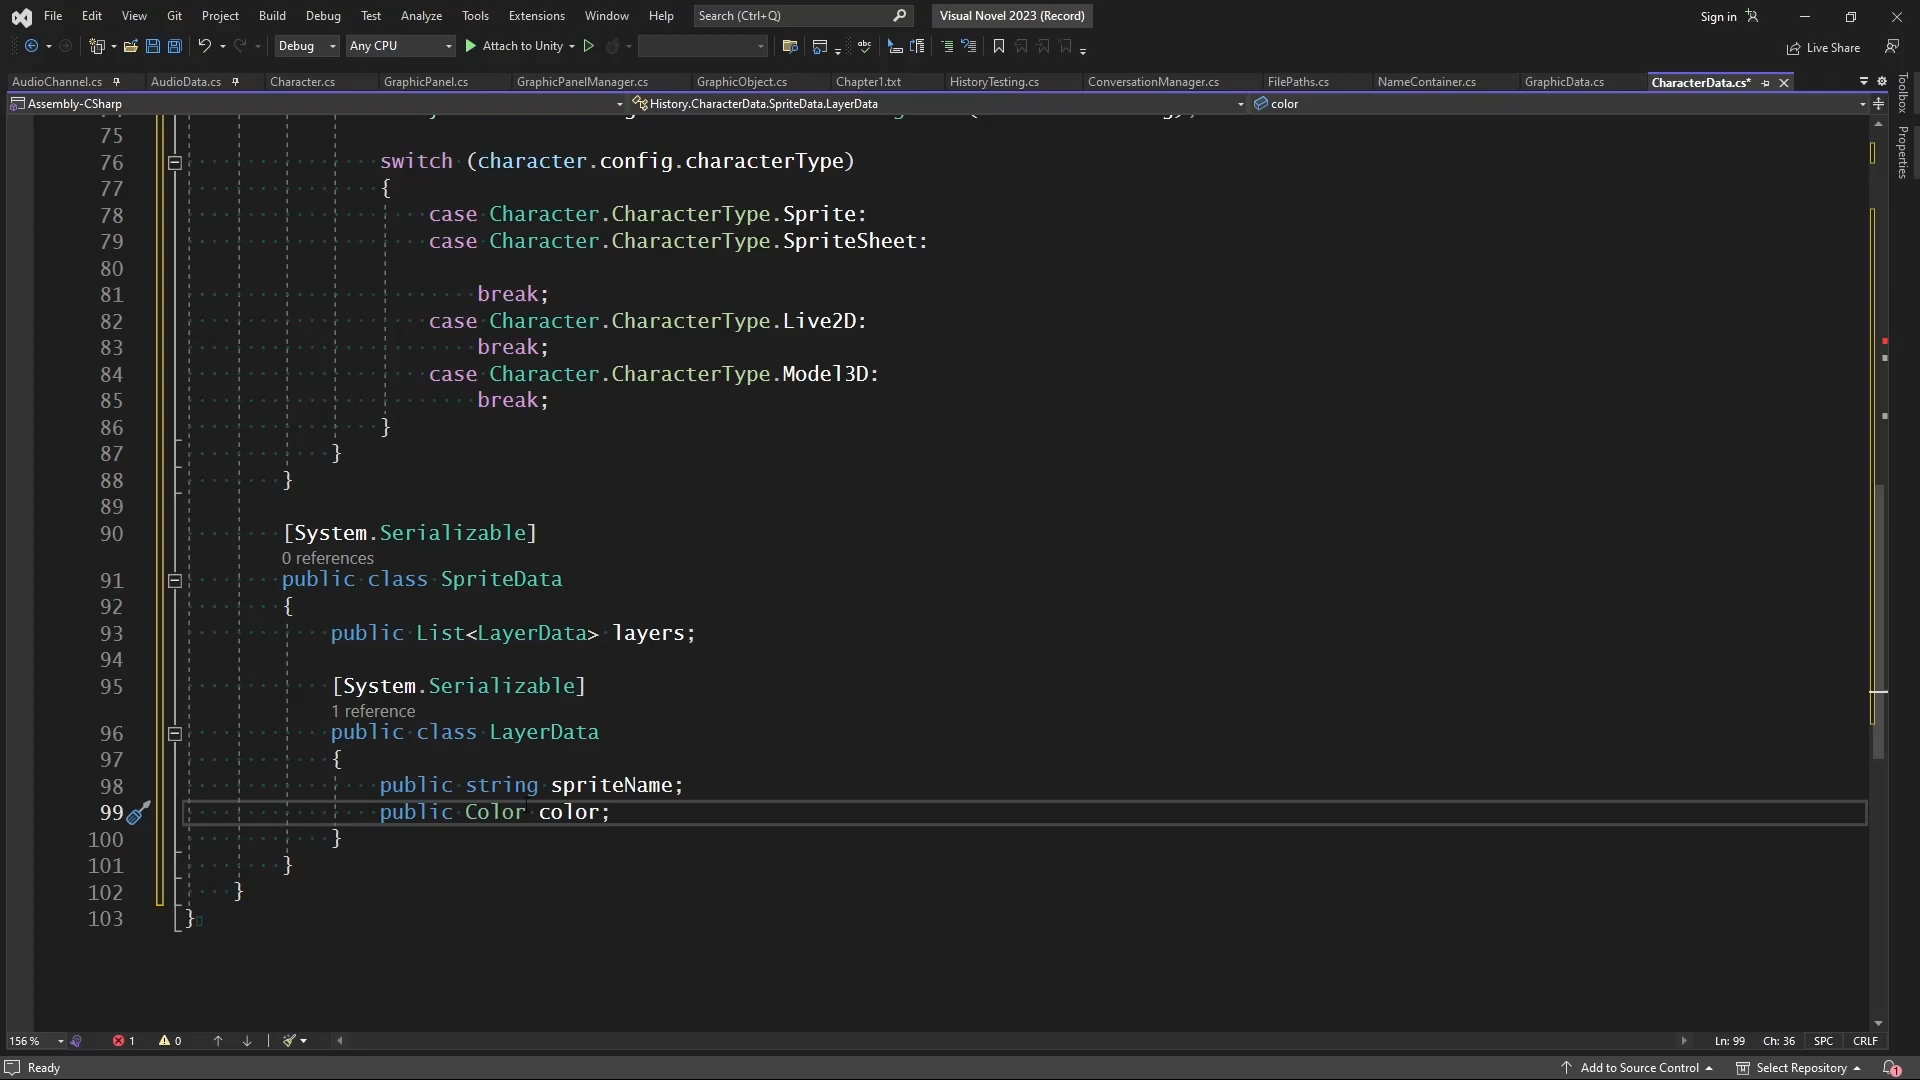 File Edit View Git Project Build Debug Test Analyze Tools Extensions Window Help Search (Ctrl+Q) Visual Novel 2023 (Record) Sign in
Debug Any CPU Attach to Unity Live Share
AudioChannel.cs AudioData.cs Character.cs GraphicPanel.cs GraphicPanelManager.cs GraphicObject.cs Chapter1.txt HistoryTesting.cs ConversationManager.cs FilePaths.cs NameContainer.cs GraphicData.cs CharacterData.cs*
Toolbox
Properties
Assembly-CSharp History.CharacterData.SpriteData.LayerData color
75
76 switch (character.config.characterType)
77 {
78 case Character.CharacterType.Sprite:
79 case Character.CharacterType.SpriteSheet:
80
81 break;
82 case Character.CharacterType.Live2D:
83 break;
84 case Character.CharacterType.Model3D:
85 break;
86 }
87 }
88 }
89
90 [System.Serializable]
0 references
91 public class SpriteData
92 {
93 public List<LayerData> layers;
94
95 [System.Serializable]
1 reference
96 public class LayerData
97 {
98 public string spriteName;
99 public Color color;
100 }
101 }
102 }
103 }
156 % 1 0 Ln: 99 Ch: 36 SPC CRLF
Ready Add to Source Control Select Repository 1